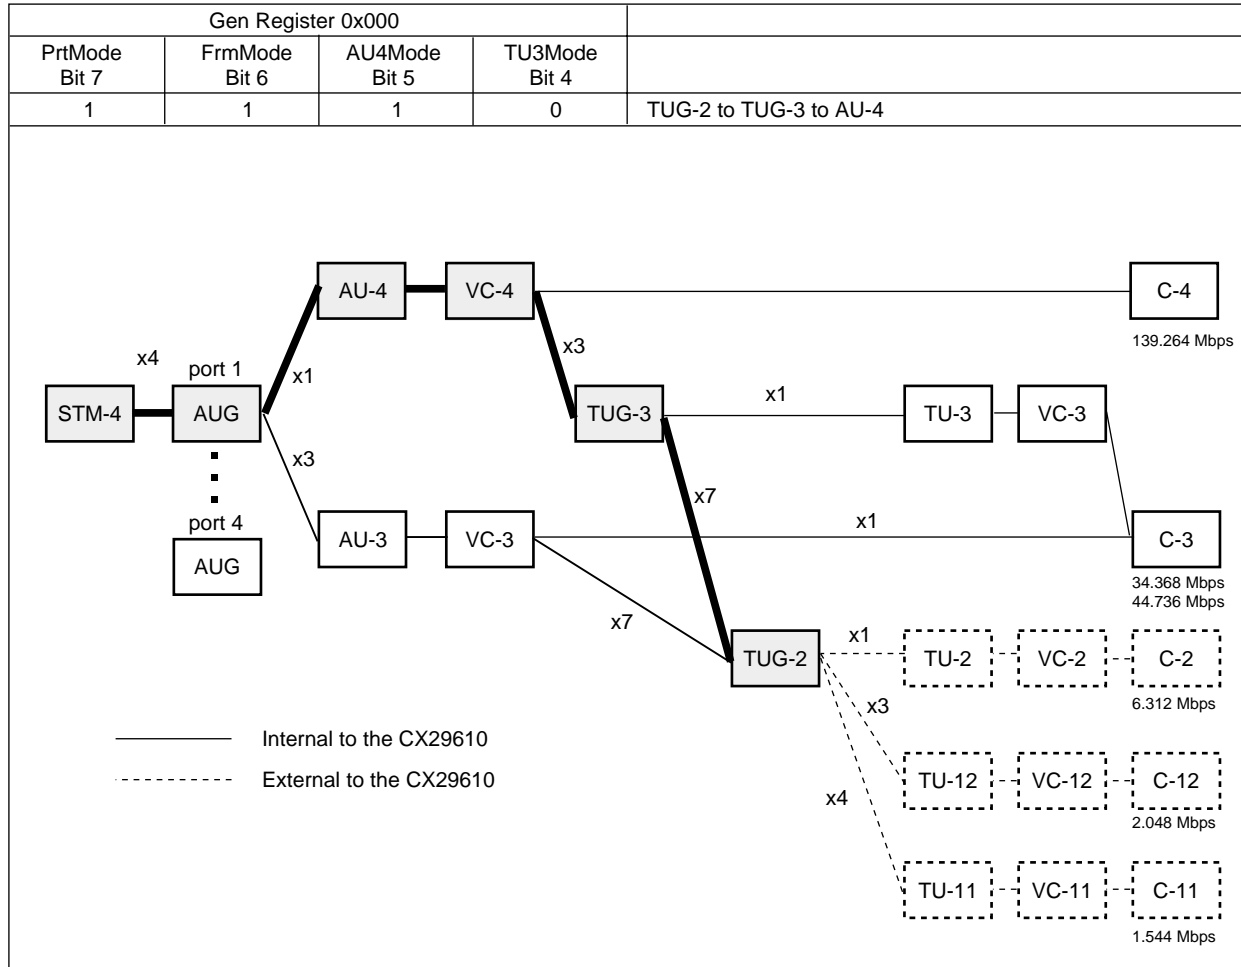 Gen Register 0x000
PrtMode Bit 7
FrmMode Bit 6
AU4Mode Bit 5
TU3Mode Bit 4
1 1 1 0 TUG-2 to TUG-3 to AU-4
AU-4
VC-4
C-4
139.264 Mbps
x4
port 1
x1
x3
STM-4
AUG
TUG-3
x1
TU-3
VC-3
x3
x7
port 4
AUG
AU-3
VC-3
x1
C-3
34.368 Mbps
44.736 Mbps
x7
TUG-2
x1
TU-2
VC-2
C-2
6.312 Mbps
x3
Internal to the CX29610
External to the CX29610
TU-12
VC-12
C-12
2.048 Mbps
x4
TU-11
VC-11
C-11
1.544 Mbps